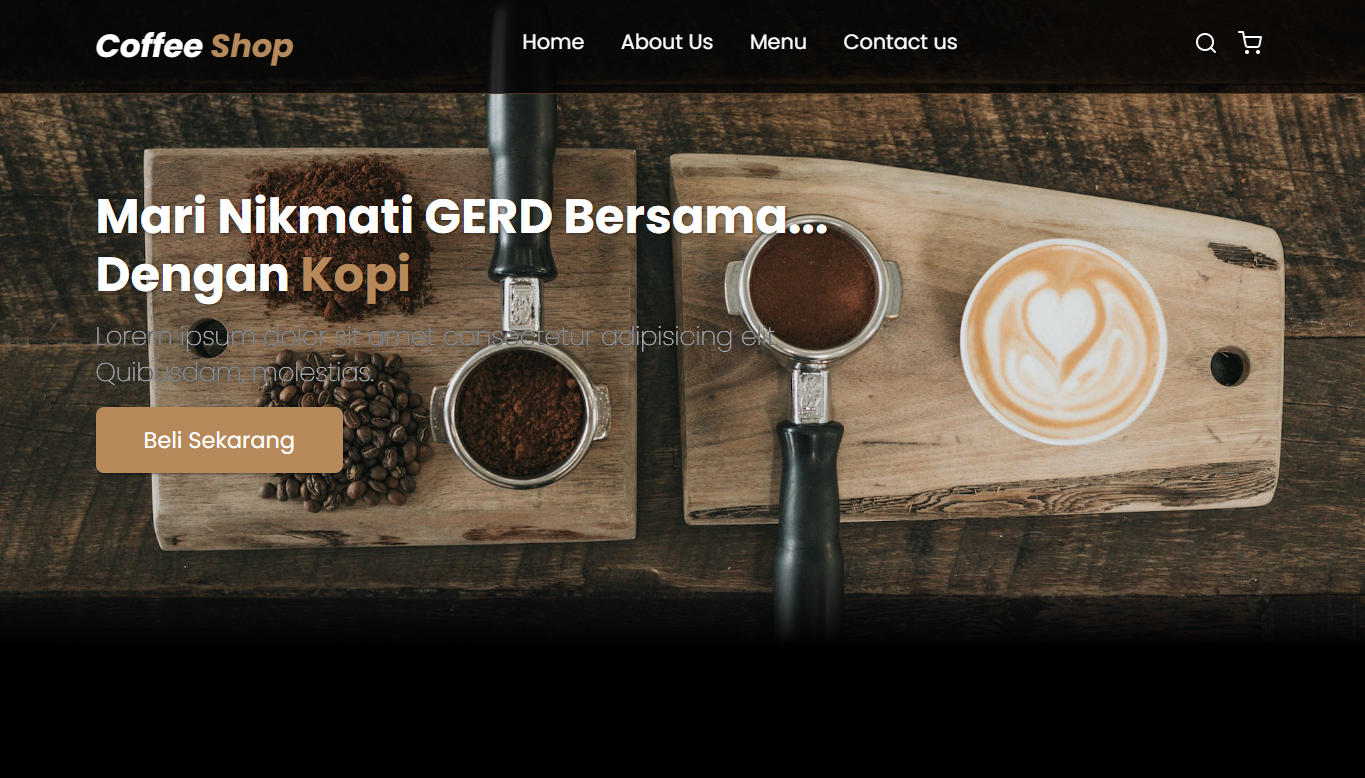 Coffee Shop
Home About Us Menu Contact us
Mari Nikmati GERD Bersama...
Dengan Kopi
Lorem ipsum dolor sit amet consectetur adipisicing elit.
Quibusdam, molestias.
Beli Sekarang